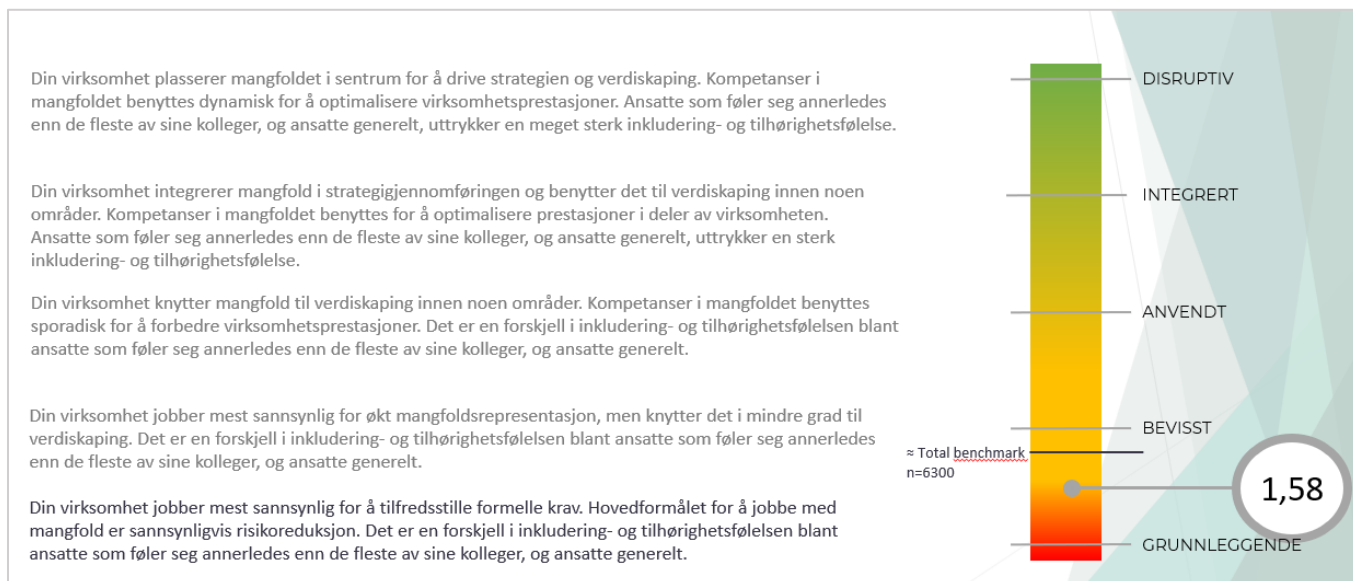 Din virksomhet plasserer mangfoldet i sentrum for å drive strategien og verdiskaping. Kompetanser i
mangfoldet benyttes dynamisk for å optimalisere virksomhetsprestasjoner. Ansatte som føler seg annerledes
enn de fleste av sine kolleger, og ansatte generelt, uttrykker en meget sterk inkludering- og tilhørighetsfølelse.
DISRUPTIV
Din virksomhet integrerer mangfold i strategigjennomføringen og benytter det til verdiskaping innen noen
områder. Kompetanser i mangfoldet benyttes for å optimalisere prestasjoner i deler av virksomheten.
Ansatte som føler seg annerledes enn de fleste av sine kolleger, og ansatte generelt, uttrykker en sterk
inkludering- og tilhørighetsfølelse.
INTEGRERT
Din virksomhet knytter mangfold til verdiskaping innen noen områder. Kompetanser i mangfoldet benyttes
sporadisk for å forbedre virksomhetsprestasjoner. Det er en forskjell i inkludering- og tilhørighetsfølelsen blant
ansatte som føler seg annerledes enn de fleste av sine kolleger, og ansatte generelt.
ANVENDT
Din virksomhet jobber mest sannsynlig for økt mangfoldsrepresentasjon, men knytter det i mindre grad til
verdiskaping. Det er en forskjell i inkludering- og tilhørighetsfølelsen blant ansatte som føler seg annerledes
enn de fleste av sine kolleger, og ansatte generelt.
BEVISST
≈ Total benchmark
n=6300
1,58
Din virksomhet jobber mest sannsynlig for å tilfredsstille formelle krav. Hovedformålet for å jobbe med
mangfold er sannsynligvis risikoreduksjon. Det er en forskjell i inkludering- og tilhørighetsfølelsen blant
ansatte som føler seg annerledes enn de fleste av sine kolleger, og ansatte generelt.
GRUNNLEGGENDE